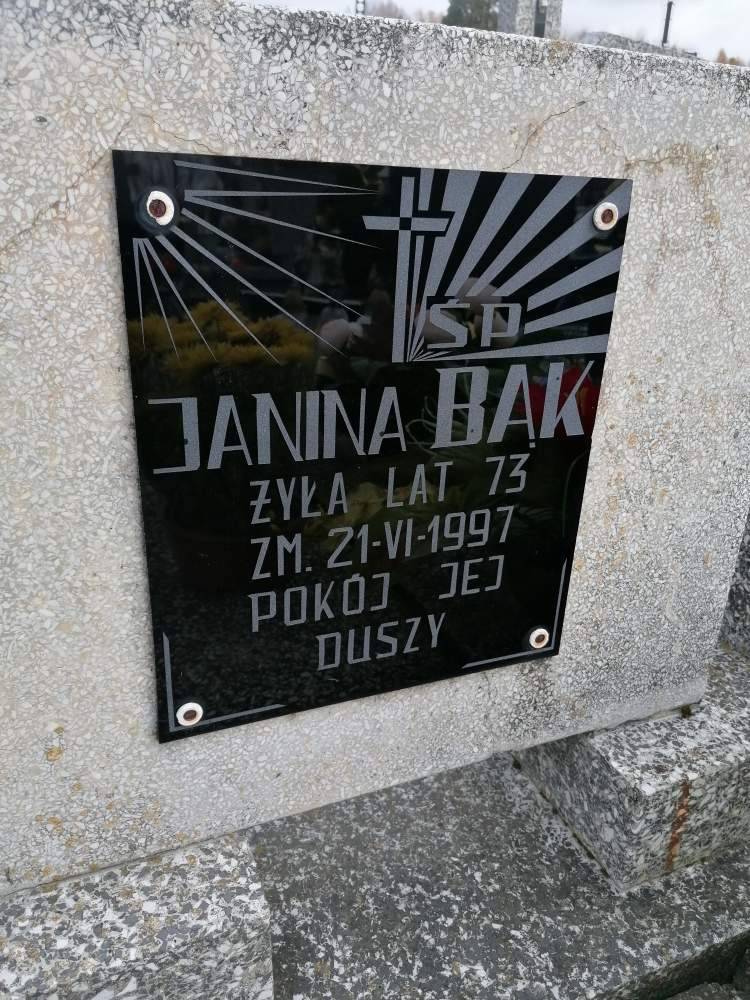 ŚP
JANINA BĄK
ŻYŁA LAT 73
ZM. 21-VI-1997
POKÓJ JEJ
DUSZY